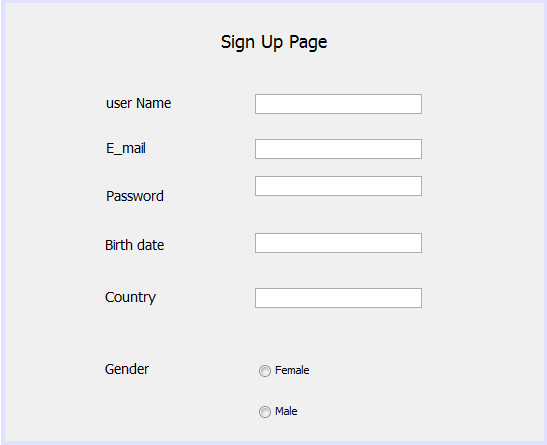 Sign Up Page
user Name
E_mail
Password
Birth date
Country
Gender
Female
Male